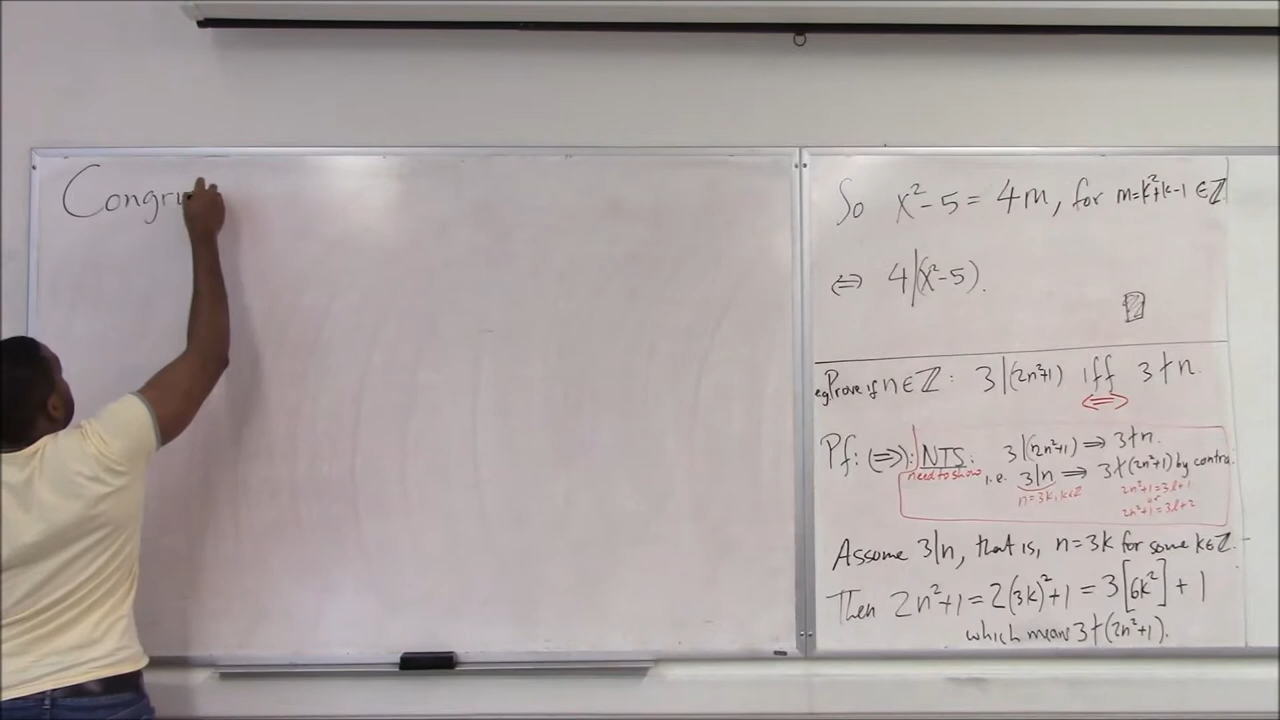 Congru
So x²-5 = 4m, for m=k²+k-1 ∈ℤ
⇔ 4|(x²-5).
eg. Prove if n∈ℤ: 3|(2n²+1) iff 3∤n.
⇔
Pf: (⇒): NTS: 3|(2n²+1) ⇒ 3∤n.
need to show i.e. 3|n ⇒ 3∤(2n²+1) by contra.
n=3k, k∈ℤ 2n²+1=3l+1
or
2n²+1=3l+2
Assume 3|n, that is, n=3k for some k∈ℤ.
Then 2n²+1=2(3k)²+1=3[6k²]+1
which means 3∤(2n²+1).